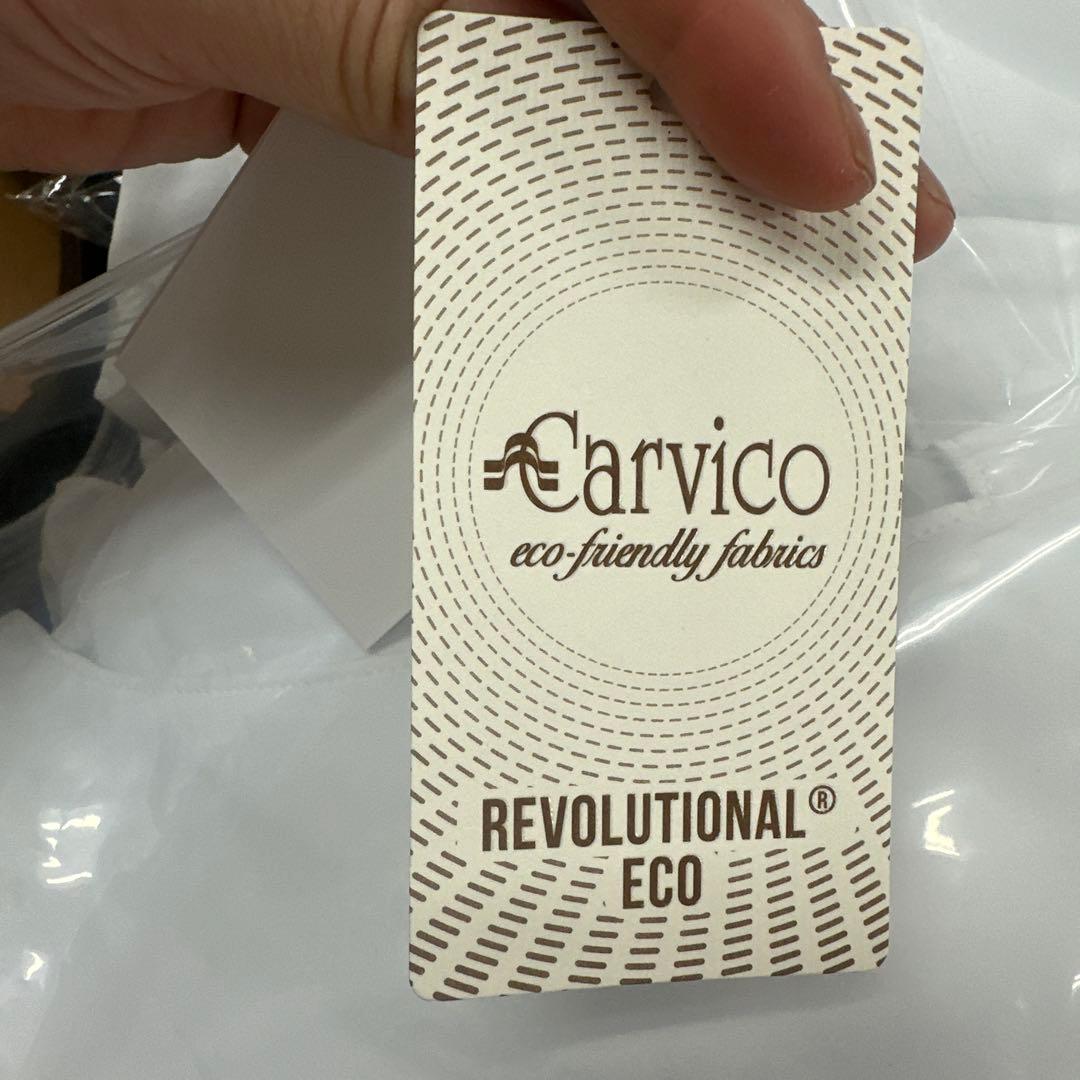 Carvico
eco-friendly fabrics
REVOLUTIONAL®
ECO